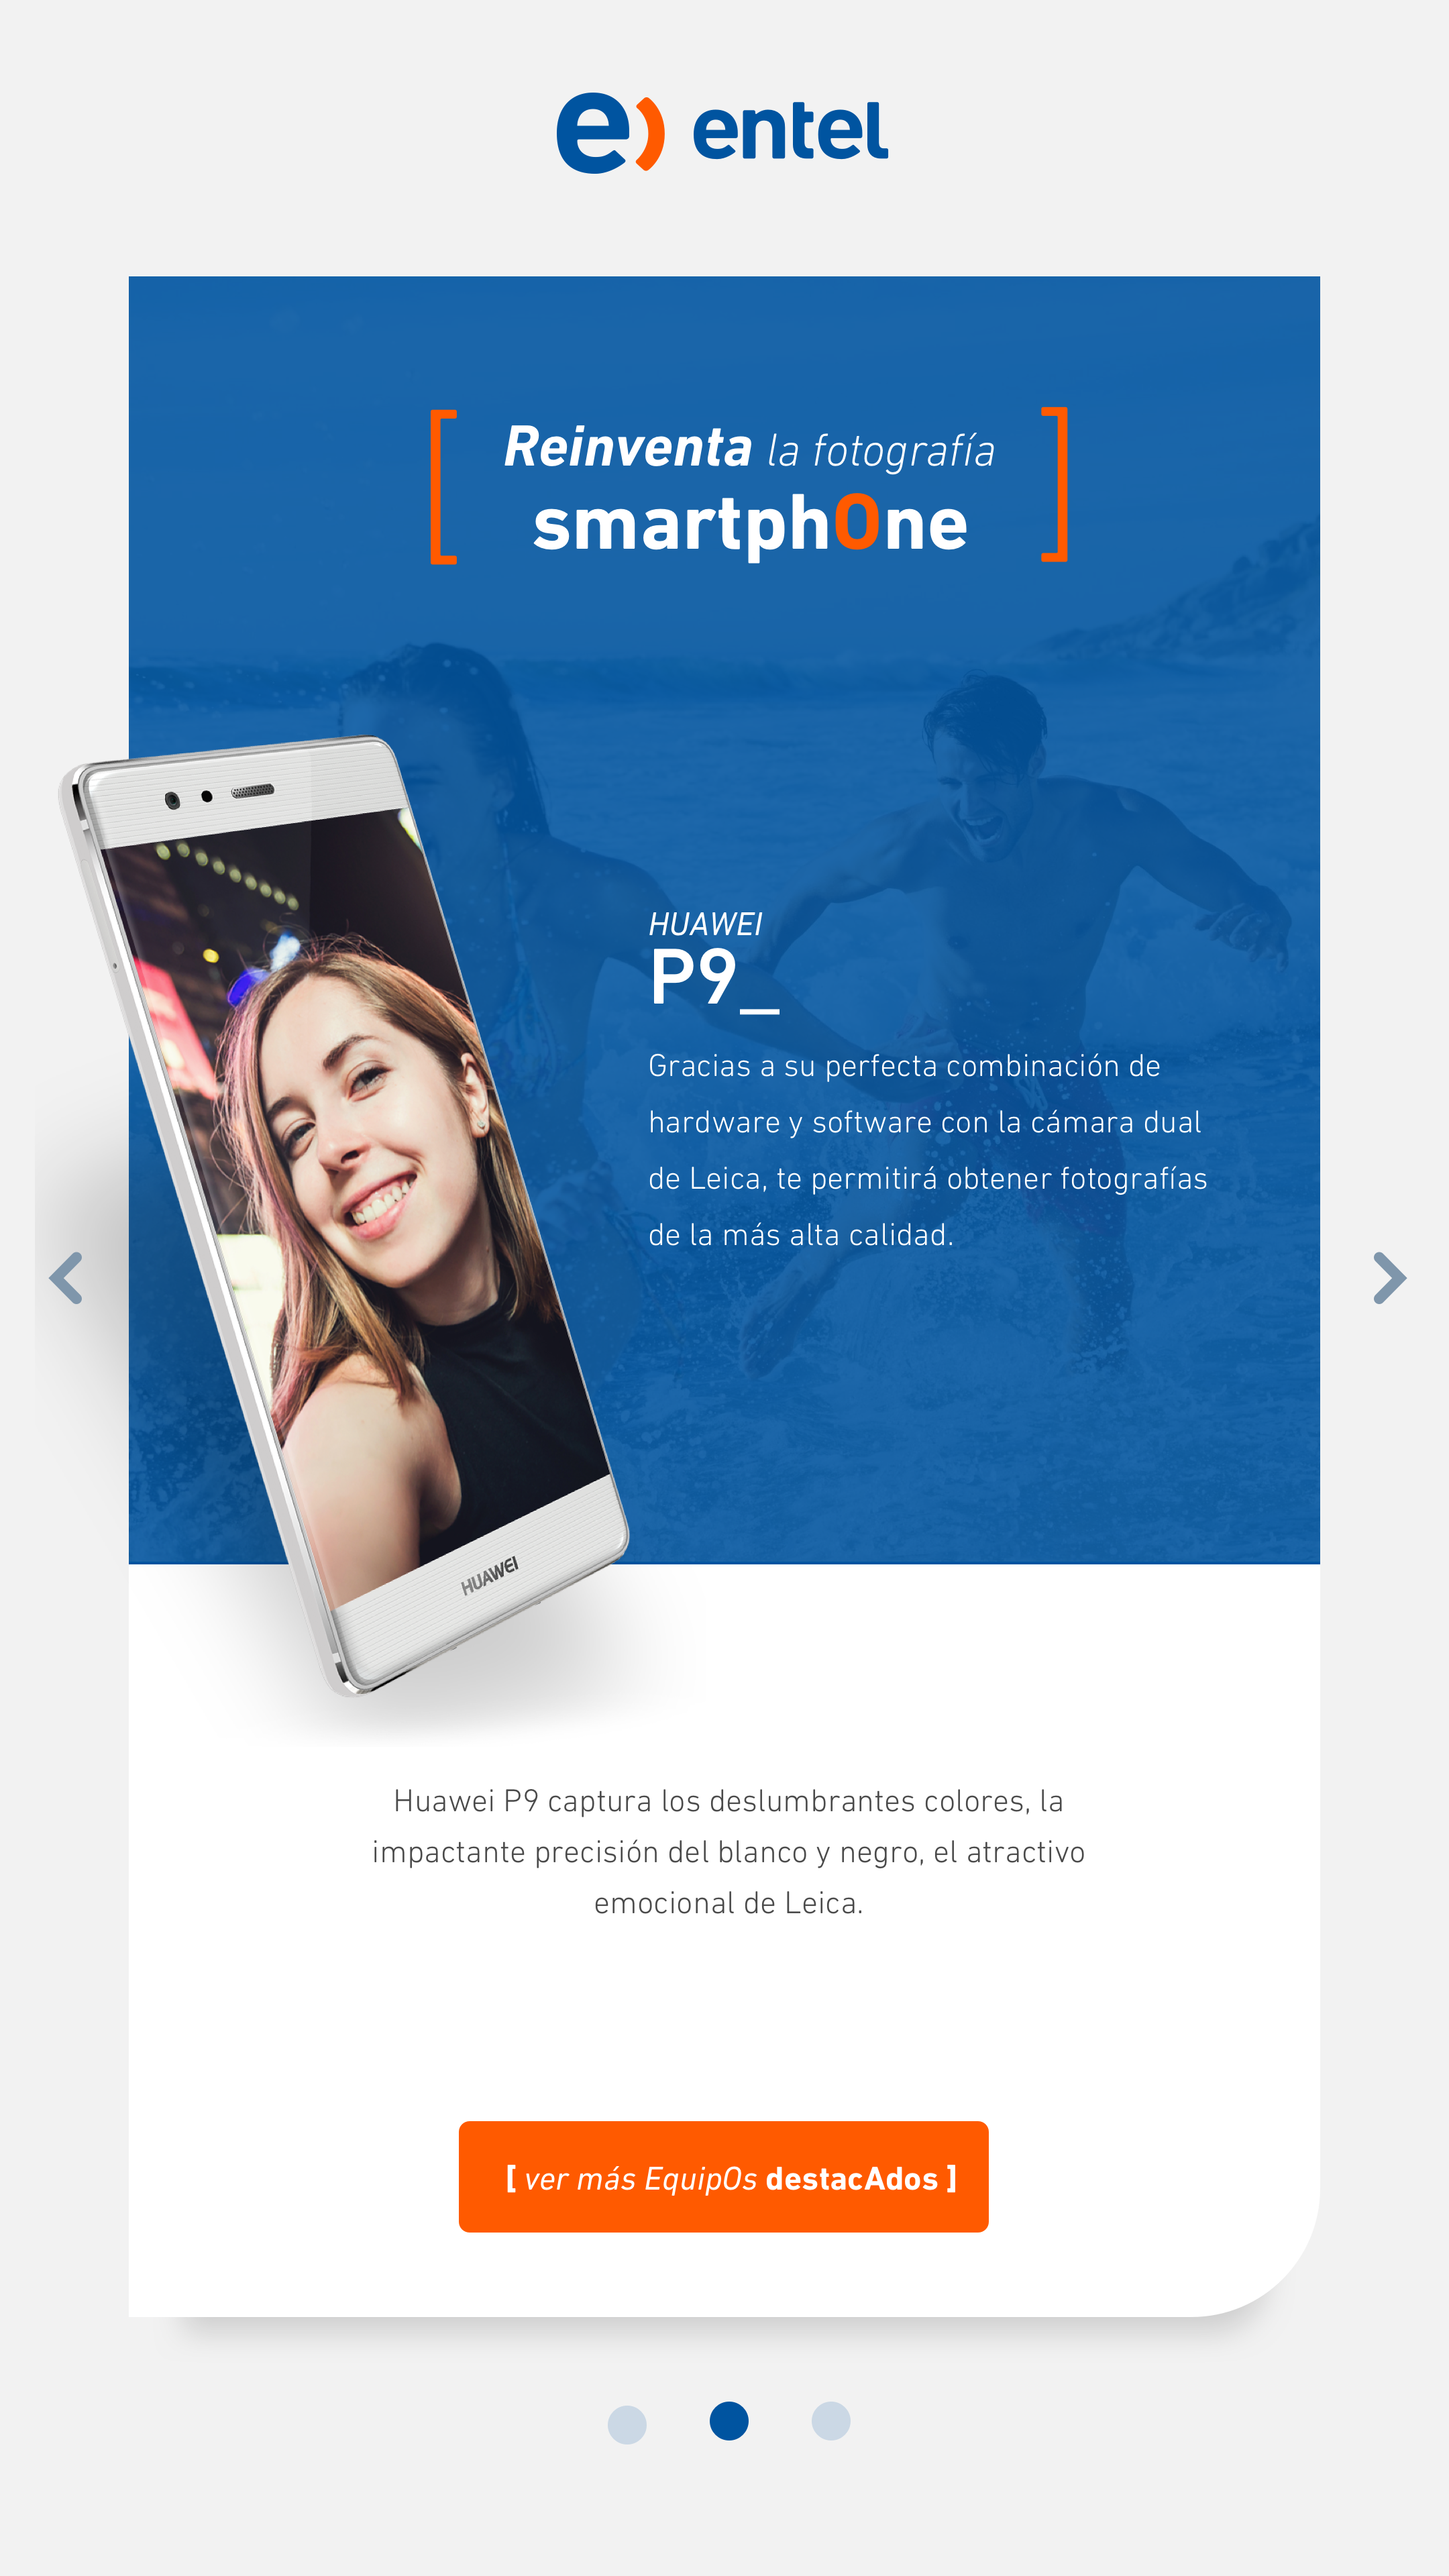 e) entel
Reinventa la fotografía
smartphOne
HUAWEI
P9_
Gracias a su perfecta combinación de
hardware y software con la cámara dual
de Leica, te permitirá obtener fotografías
de la más alta calidad.
HUAWEI
Huawei P9 captura los deslumbrantes colores, la
impactante precisión del blanco y negro, el atractivo
emocional de Leica.
[ ver más EquipOs destacAdos ]